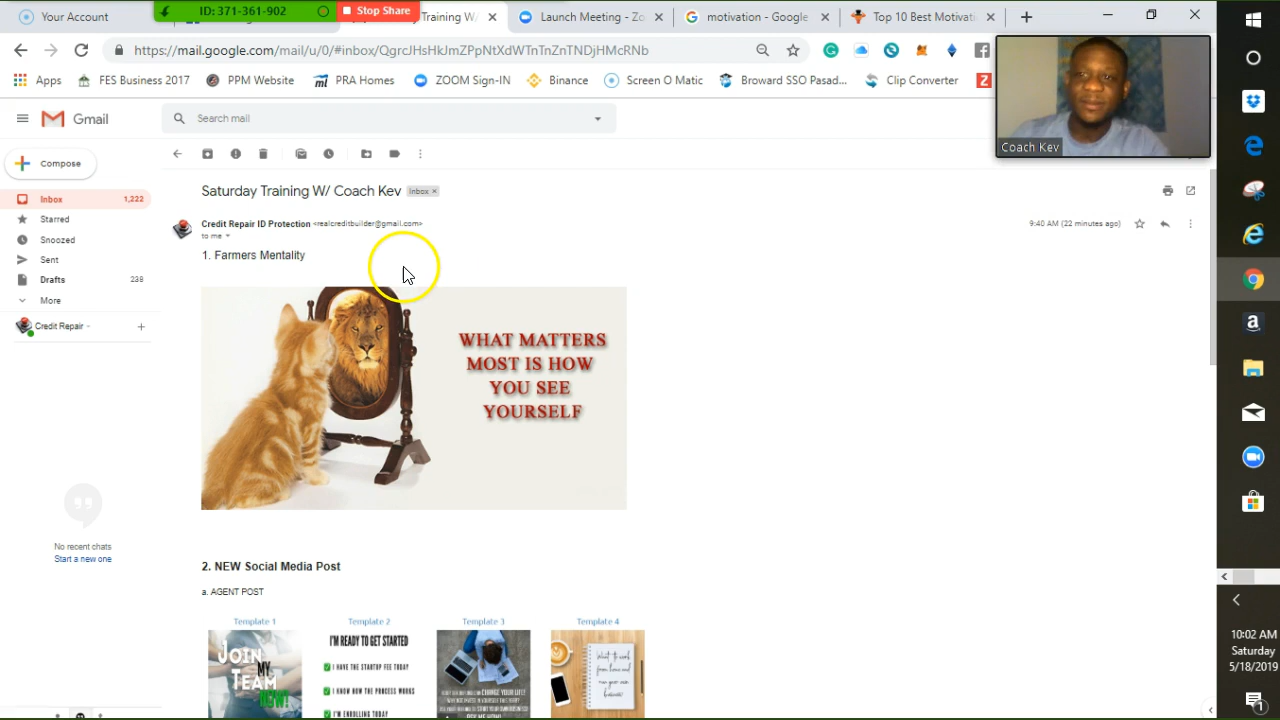 Your Account
ID: 371-361-902
Stop Share
Training W/
Launch Meeting - Zo
motivation - Google
Top 10 Best Motivati
https://mail.google.com/mail/u/0/#inbox/QgrcJHsHkJmZPpNtXdWTnTnZnTNDjHMcRNb
Apps
FES Business 2017
PPM Website
PRA Homes
ZOOM Sign-IN
Binance
Screen O Matic
Broward SSO Pasad...
Clip Converter
Coach Kev
Gmail
Search mail
Compose
Inbox 1,222
Starred
Snoozed
Sent
Drafts 238
More
Credit Repair
No recent chats
Start a new one
Saturday Training W/ Coach Kev Inbox ×
Credit Repair ID Protection <realcreditbuilder@gmail.com>
9:40 AM (22 minutes ago)
to me
1. Farmers Mentality
WHAT MATTERS
MOST IS HOW
YOU SEE
YOURSELF
2. NEW Social Media Post
a. AGENT POST
Template 1
Template 2
Template 3
Template 4
JOIN
MY
TEAM
NOW!
I'M READY TO GET STARTED
I HAVE THE STARTUP FEE TODAY
I KNOW HOW THE PROCESS WORKS
I'M ENROLLING TODAY
10:02 AM
Saturday
5/18/2019